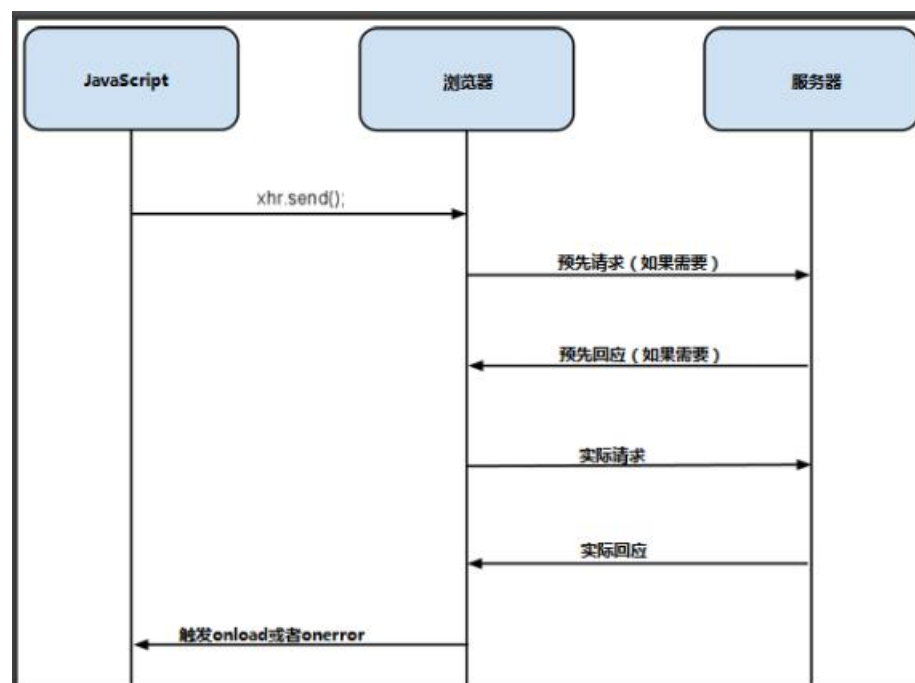 JavaScript
浏览器
服务器
xhr.send();
预先请求（如果需要）
预先回应（如果需要）
实际请求
实际回应
触发onload或者onerror